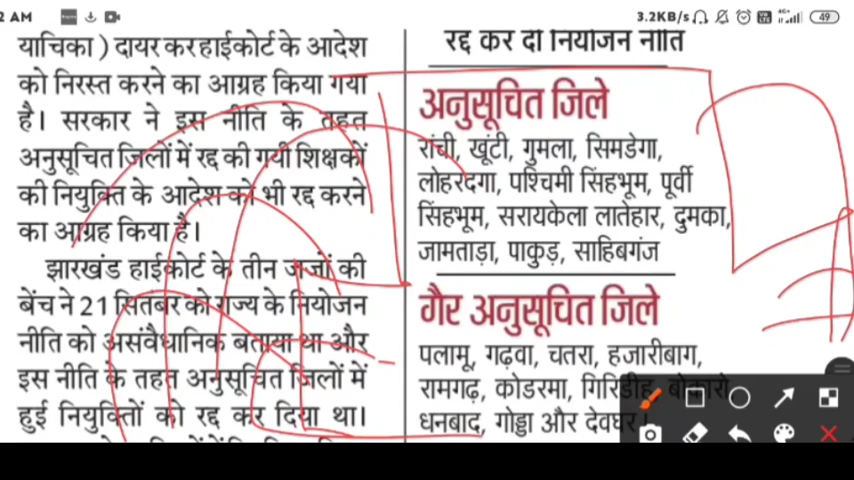 2 AM
3.2KB/s
49
याचिका ) दायर कर हाईकोर्ट के आदेश
को निरस्त करने का आग्रह किया गया
है। सरकार ने इस नीति के तहत
अनुसूचित जिलों में रद्द की गयी शिक्षकों
की नियुक्ति के आदेश को भी रद्द करने
का आग्रह किया है।
झारखंड हाईकोर्ट के तीन जजों की
बेंच ने 21 सितंबर को राज्य के नियोजन
नीति को असंवैधानिक बताया था और
इस नीति के तहत अनुसूचित जिलों में
हुई नियुक्तियों को रद्द कर दिया था।
रद्द कर दी नियोजन नीति
अनुसूचित जिले
रांची, खूंटी, गुमला, सिमडेगा,
लोहरदगा, पश्चिमी सिंहभूम, पूर्वी
सिंहभूम, सरायकेला लातेहार, दुमका,
जामताड़ा, पाकुड़, साहिबगंज
गैर अनुसूचित जिले
पलामू, गढ़वा, चतरा, हजारीबाग,
रामगढ़, कोडरमा, गिरिडीह, बोकारो
धनबाद, गोड्डा और देवघर।